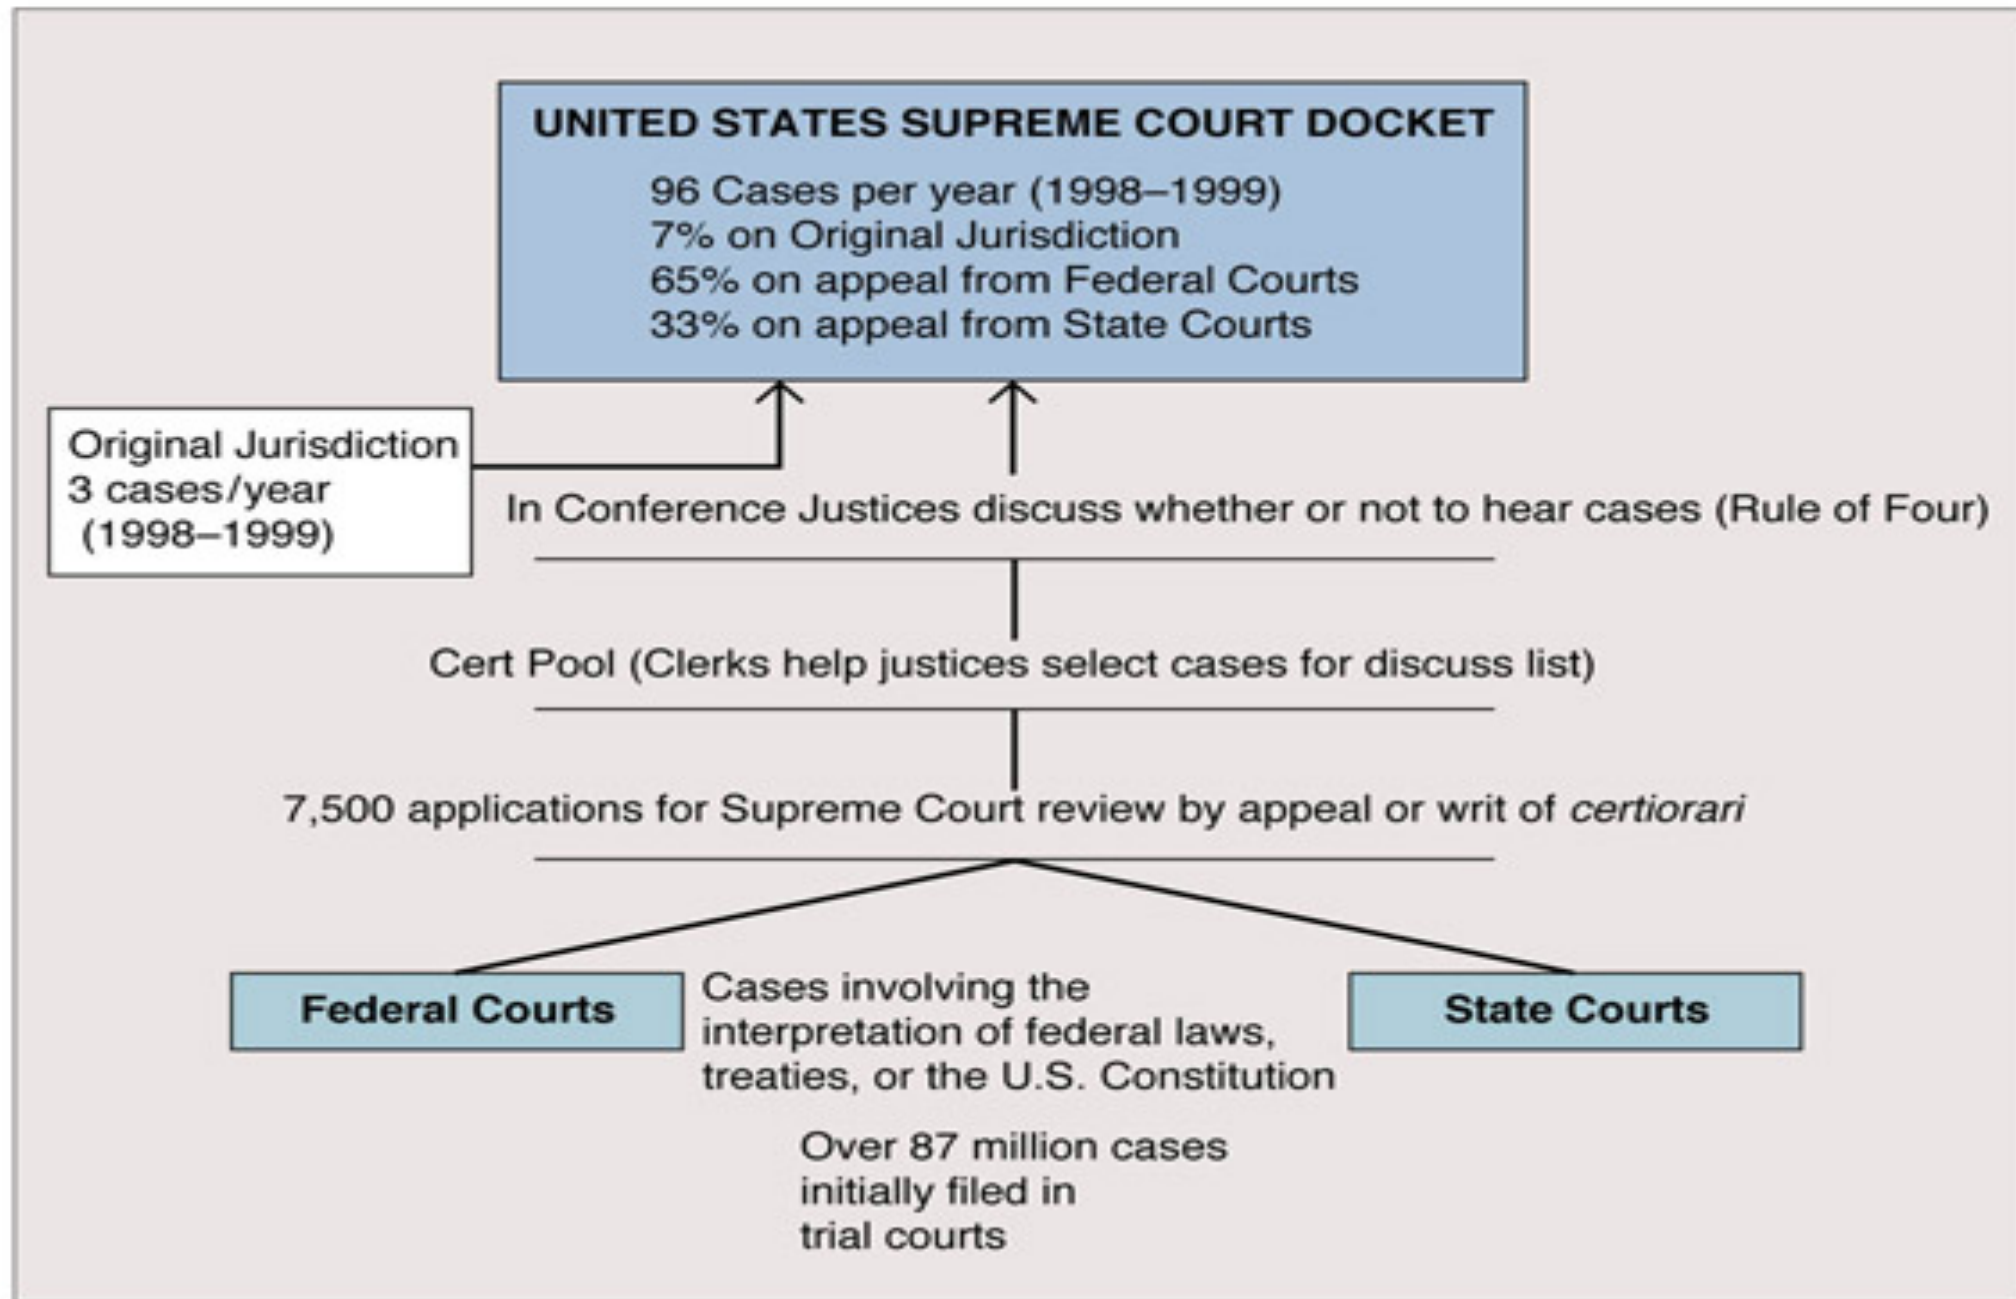 UNITED STATES SUPREME COURT DOCKET
96 Cases per year (1998–1999)
7% on Original Jurisdiction
65% on appeal from Federal Courts
33% on appeal from State Courts
Original Jurisdiction
3 cases/year
(1998–1999)
In Conference Justices discuss whether or not to hear cases (Rule of Four)
Cert Pool (Clerks help justices select cases for discuss list)
7,500 applications for Supreme Court review by appeal or writ of certiorari
Federal Courts
Cases involving the
interpretation of federal laws,
treaties, or the U.S. Constitution
State Courts
Over 87 million cases
initially filed in
trial courts